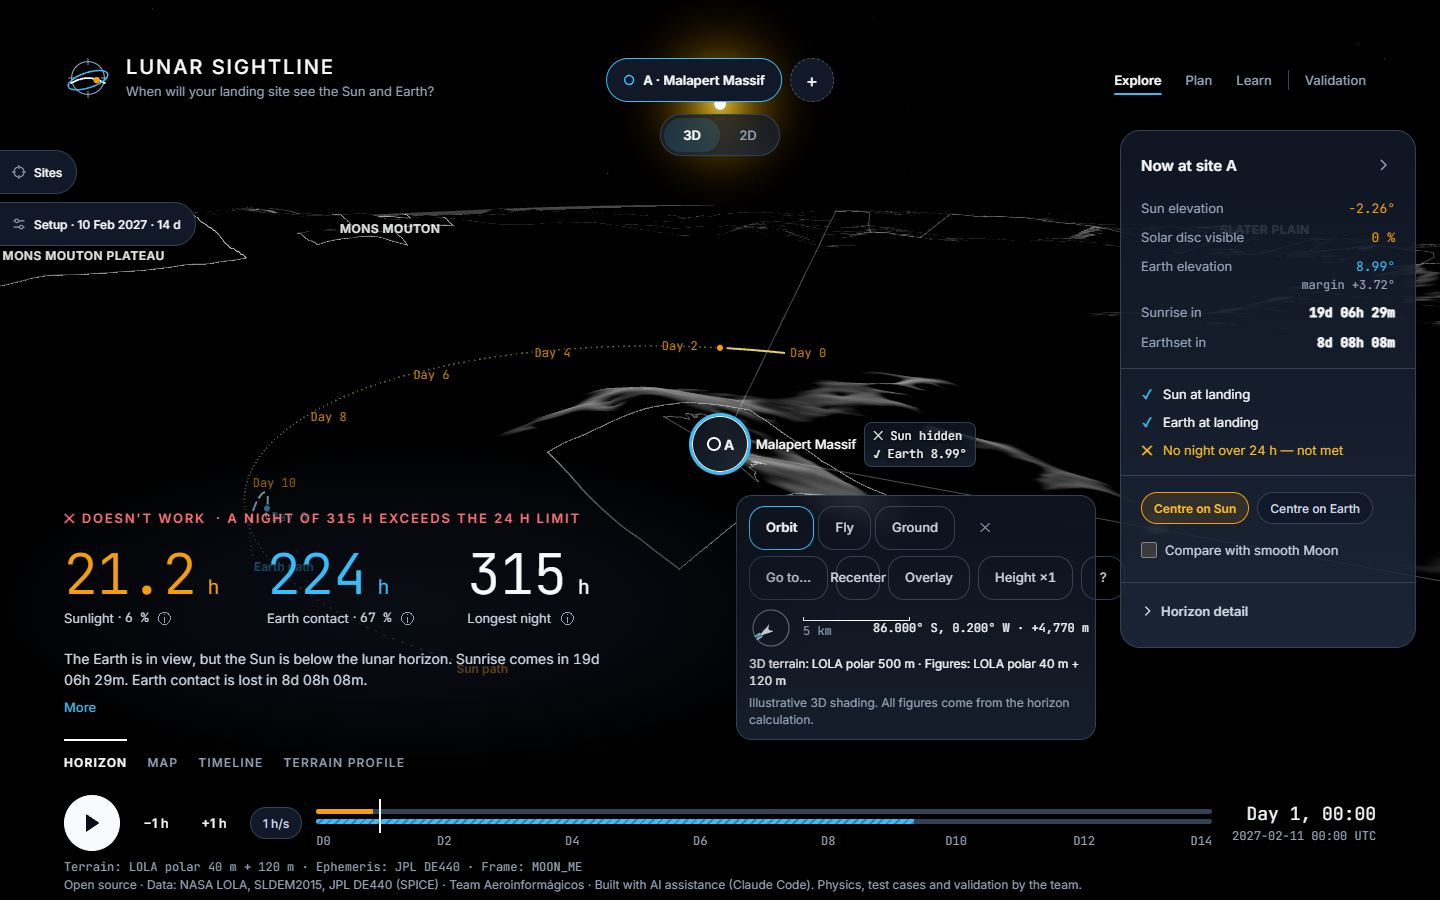 LUNAR SIGHTLINE
When will your landing site see the Sun and Earth?
A · Malapert Massif
+
3D 2D
Explore Plan Learn Validation
Sites
Setup · 10 Feb 2027 · 14 d
MONS MOUTON PLATEAU
MONS MOUTON
SLATER PLAIN
Now at site A
Sun elevation -2.26°
Solar disc visible 0 %
Earth elevation 8.99°
margin +3.72°
Sunrise in 19d 06h 29m
Earthset in 8d 08h 08m
✓ Sun at landing
✓ Earth at landing
✕ No night over 24 h — not met
Centre on Sun Centre on Earth
Compare with smooth Moon
Horizon detail
Day 0
Day 2
Day 4
Day 6
Day 8
Day 10
A Malapert Massif
✕ Sun hidden
✓ Earth 8.99°
✕ DOESN'T WORK · A NIGHT OF 315 H EXCEEDS THE 24 H LIMIT
21.2 h 224 h 315 h
Earth path
Sunlight · 6 % Earth contact · 67 % Longest night
The Earth is in view, but the Sun is below the lunar horizon. Sunrise comes in 19d
06h 29m. Earth contact is lost in 8d 08h 08m.
Sun path
More
Orbit Fly Ground ✕
Go to... Recenter Overlay Height ×1 ?
5 km 86.000° S, 0.200° W · +4,770 m
3D terrain: LOLA polar 500 m · Figures: LOLA polar 40 m +
120 m
Illustrative 3D shading. All figures come from the horizon
calculation.
HORIZON MAP TIMELINE TERRAIN PROFILE
−1 h +1 h 1 h/s
D0 D2 D4 D6 D8 D10 D12 D14
Day 1, 00:00
2027-02-11 00:00 UTC
Terrain: LOLA polar 40 m + 120 m · Ephemeris: JPL DE440 · Frame: MOON_ME
Open source · Data: NASA LOLA, SLDEM2015, JPL DE440 (SPICE) · Team Aeroinformágicos · Built with AI assistance (Claude Code). Physics, test cases and validation by the team.